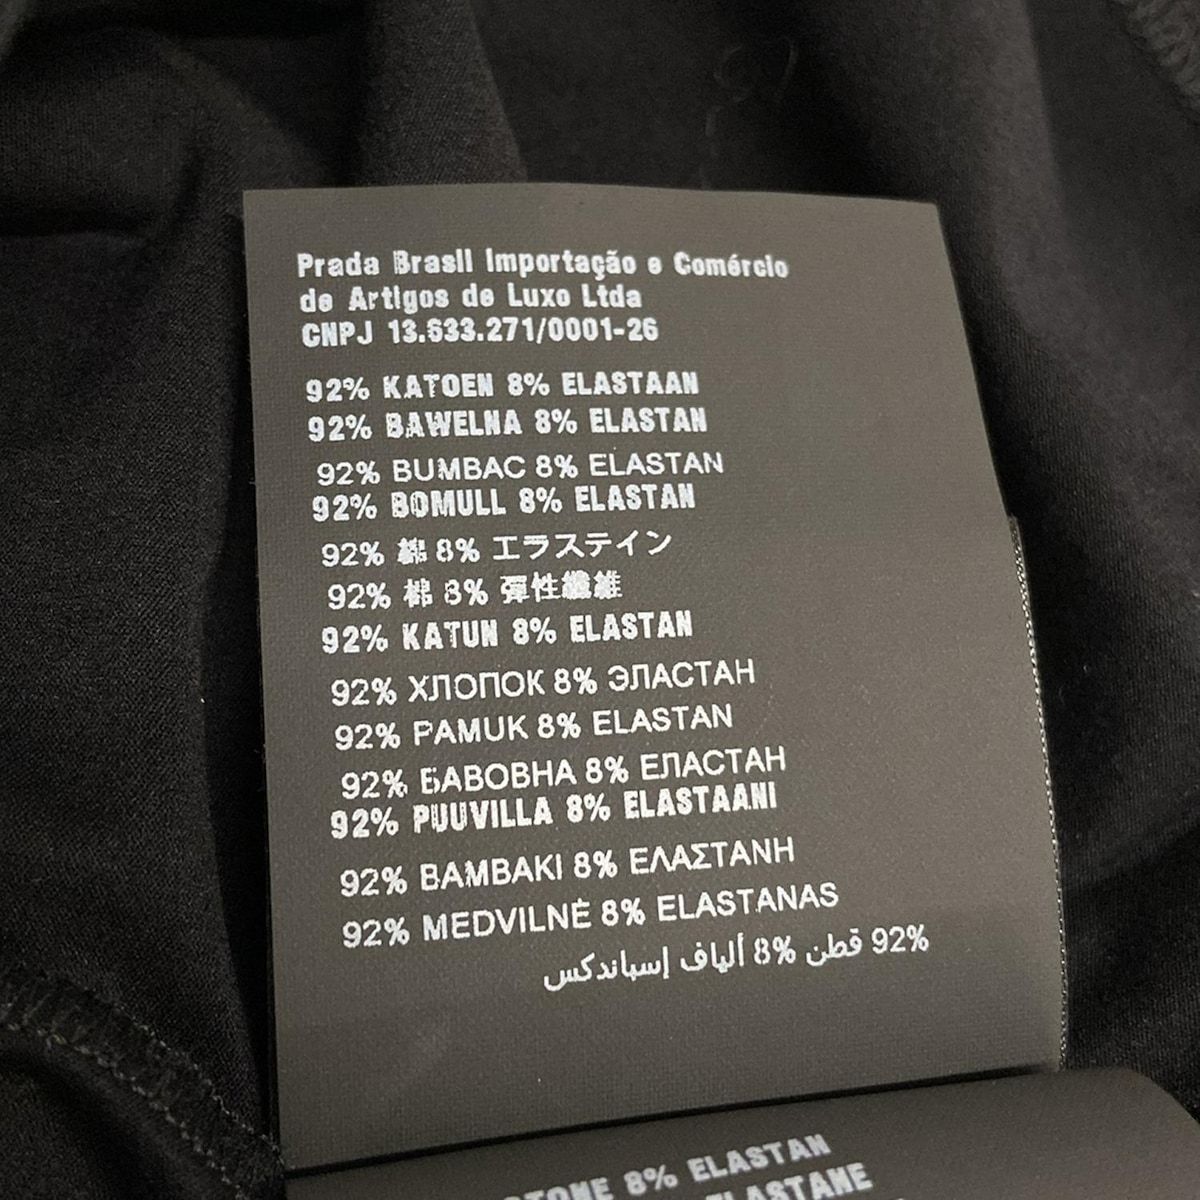 Prada Brasil Importação e Comércio
de Artigos de Luxo Ltda
CNPJ 13.533.271/0001-26
92% KATOEN 8% ELASTAAN
92% BAWEŁNA 8% ELASTAN
92% BUMBAC 8% ELASTAN
92% BOMULL 8% ELASTAN
92% 綿 8% エラステイン
92% 棉 8% 彈性纖維
92% KATUN 8% ELASTAN
92% ХЛОПОК 8% ЭЛАСТАН
92% PAMUK 8% ELASTAN
92% БАВОВНА 8% ЕЛАСТАН
92% PUUVILLA 8% ELASTAANI
92% ΒΑΜΒΑΚΙ 8% ΕΛΑΣΤΑΝΗ
92% MEDVILNĖ 8% ELASTANAS
92% قطن 8% ألياف إسباندكس
8% ELASTAN
ELASTANE